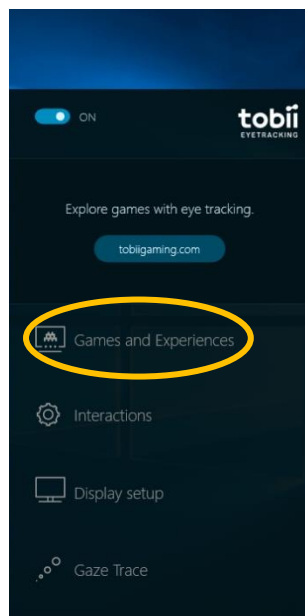 ON
tobii
EYETRACKING
Explore games with eye tracking.
tobiigaming.com
Games and Experiences
Interactions
Display setup
Gaze Trace